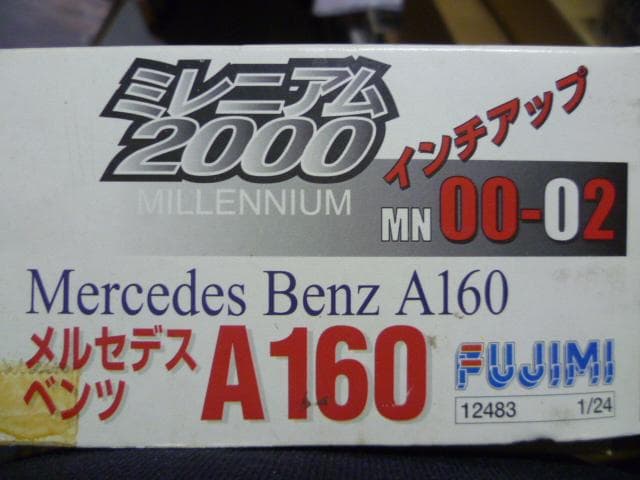 ミレニアム
2000
MILLENNIUM
インチアップ
MN 00-02
Mercedes Benz A160
メルセデス
ベンツ
A160
FUJIMI
12483 1/24